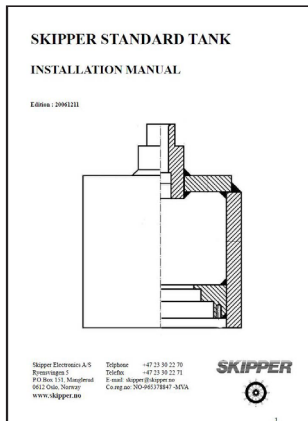 SKIPPER STANDARD TANK
INSTALLATION MANUAL
Edition : 20061211
Skipper Electronics A/S
Ryensvingen 5
P.O Box 151, Manglerud
0612 Oslo, Norway
www.skipper.no
Telphone +47 23 30 22 70
Telefax +47 23 30 22 71
E-mail: skipper@skipper.no
Co.reg.no: NO-965378847 -MVA
SKIPPER
1